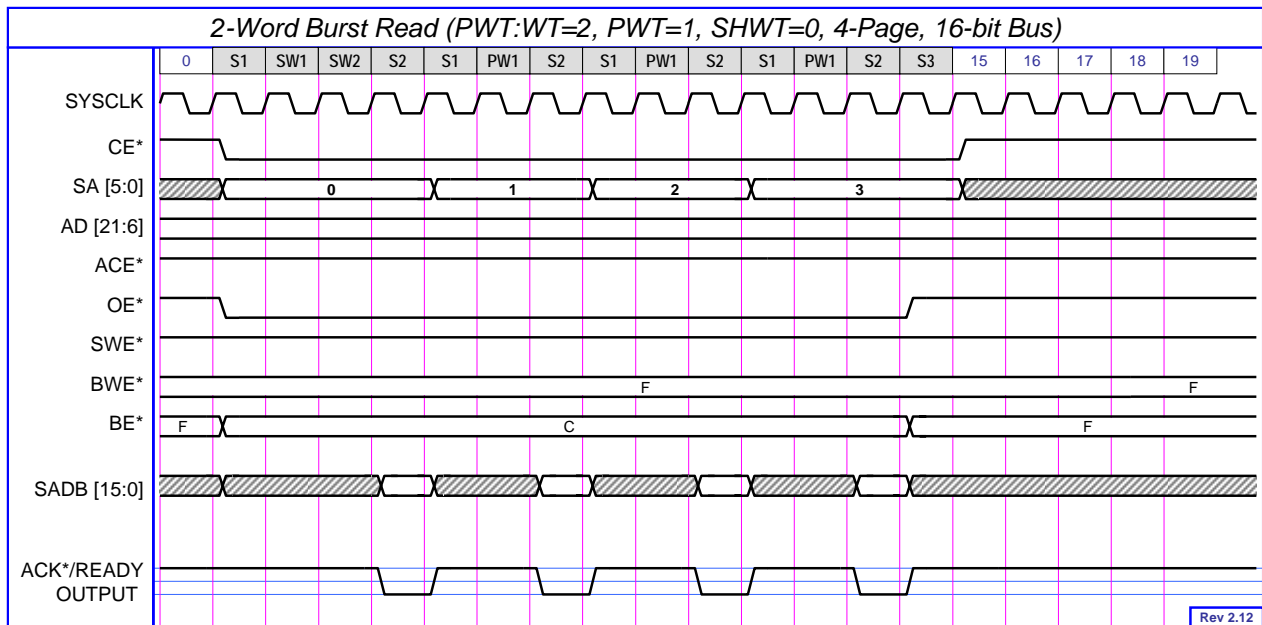 2-Word Burst Read (PWT:WT=2, PWT=1, SHWT=0, 4-Page, 16-bit Bus)
0 S1 SW1 SW2 S2 S1 PW1 S2 S1 PW1 S2 S1 PW1 S2 S3 15 16 17 18 19
SYSCLK
CE*
SA [5:0] 0 1 2 3
AD [21:6]
ACE*
OE*
SWE*
BWE* F F
BE* F C F
SADB [15:0]
ACK*/READY
OUTPUT
Rev 2.12